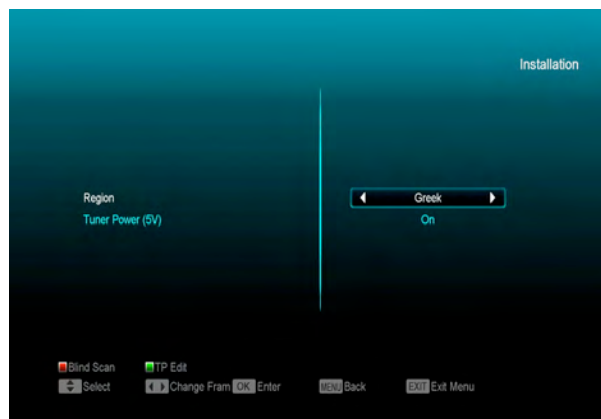 Installation
Region Greek
Tuner Power (5V) On
Blind Scan TP Edit
Select Change Fram OK Enter MENU Back EXIT Exit Menu